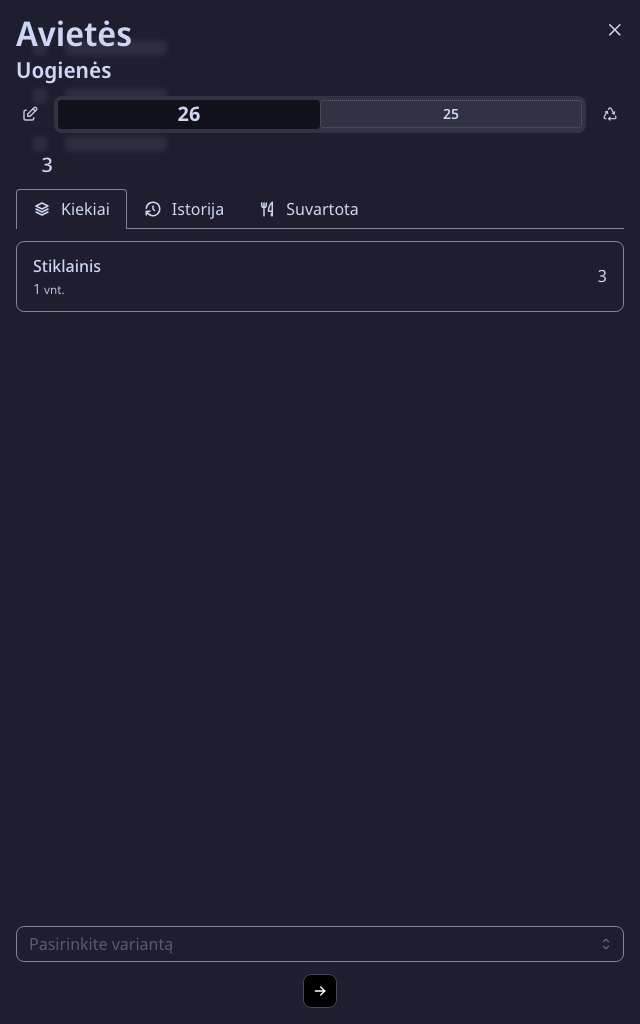 Avietės
Uogienės
26 25
3
Kiekiai Istorija Suvartota
Stiklainis
1 vnt.
3
Pasirinkite variantą